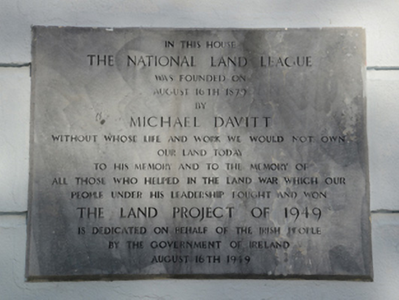 IN THIS HOUSE
THE NATIONAL LAND LEAGUE
WAS FOUNDED ON
AUGUST 16TH 1879
BY
MICHAEL DAVITT
WITHOUT WHOSE LIFE AND WORK WE WOULD NOT OWN
OUR LAND TODAY
TO HIS MEMORY AND TO THE MEMORY OF
ALL THOSE WHO HELPED IN THE LAND WAR WHICH OUR
PEOPLE UNDER HIS LEADERSHIP FOUGHT AND WON
THE LAND PROJECT OF 1949
IS DEDICATED ON BEHALF OF THE IRISH PEOPLE
BY THE GOVERNMENT OF IRELAND
AUGUST 16TH 1949